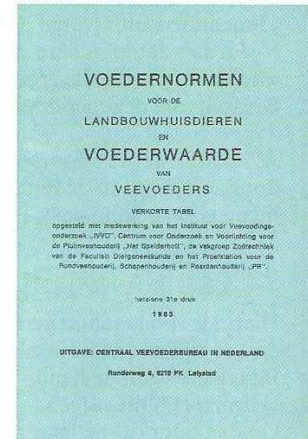 VOEDERNORMEN
VOOR DE
LANDBOUWHUISDIEREN
EN
VOEDERWAARDE
VAN
VEEVOEDERS
VERKORTE TABEL
opgesteld met medewerking van het Instituut voor Veevoedings-
onderzoek „IVVO”, Centrum voor Onderzoek en Voorlichting voor
de Pluimveehouderij „Het Spelderholt”, de vakgroep Zoötechniek
van de Faculteit Diergeneeskunde en het Proefstation voor de
Rundveehouderij, Schapenhouderij en Paardenhouderij „PR”.
herziene 31e druk
1983
UITGAVE: CENTRAAL VEEVOEDERBUREAU IN NEDERLAND
Runderweg 6, 8219 PK Lelystad